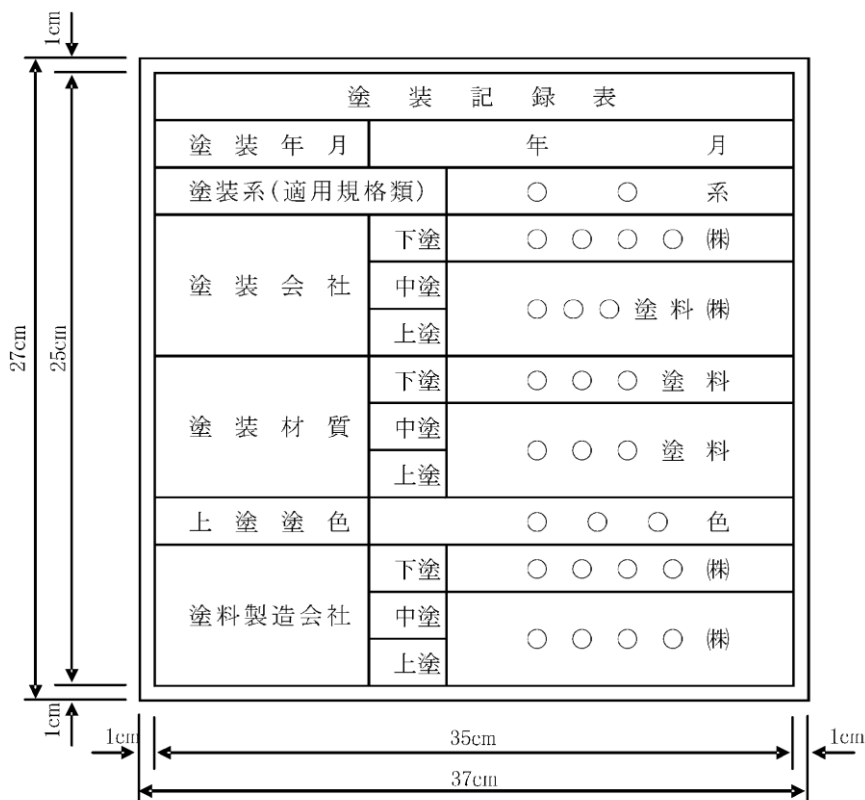 1cm
塗装記録表
塗装年月 年 月
塗装系(適用規格類) ○ ○ 系
塗装会社 下塗 ○○○○㈱
中塗
上塗
○○○塗料㈱
塗装材質 下塗 ○○○塗料
中塗
上塗
○○○塗料
上塗塗色 ○○○色
塗料製造会社 下塗 ○○○○㈱
中塗
上塗
○○○○㈱
27cm
25cm
1cm
1cm
35cm
1cm
37cm